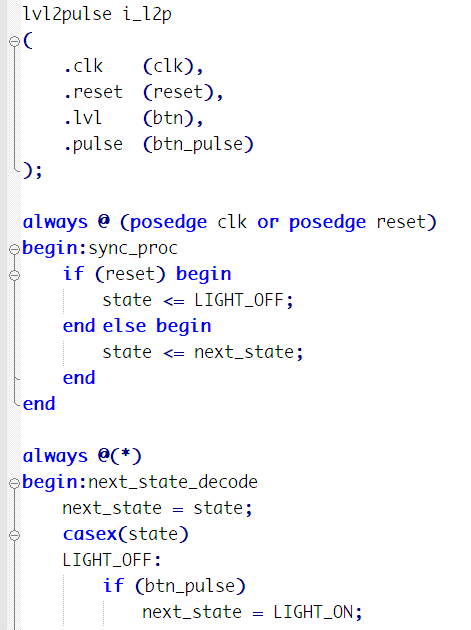 lvl2pulse i_l2p
(
    .clk    (clk),
    .reset  (reset),
    .lvl    (btn),
    .pulse  (btn_pulse)
);

always @ (posedge clk or posedge reset)
begin:sync_proc
    if (reset) begin
        state <= LIGHT_OFF;
    end else begin
        state <= next_state;
    end
end

always @(*)
begin:next_state_decode
    next_state = state;
    casex(state)
    LIGHT_OFF:
        if (btn_pulse)
            next_state = LIGHT_ON;